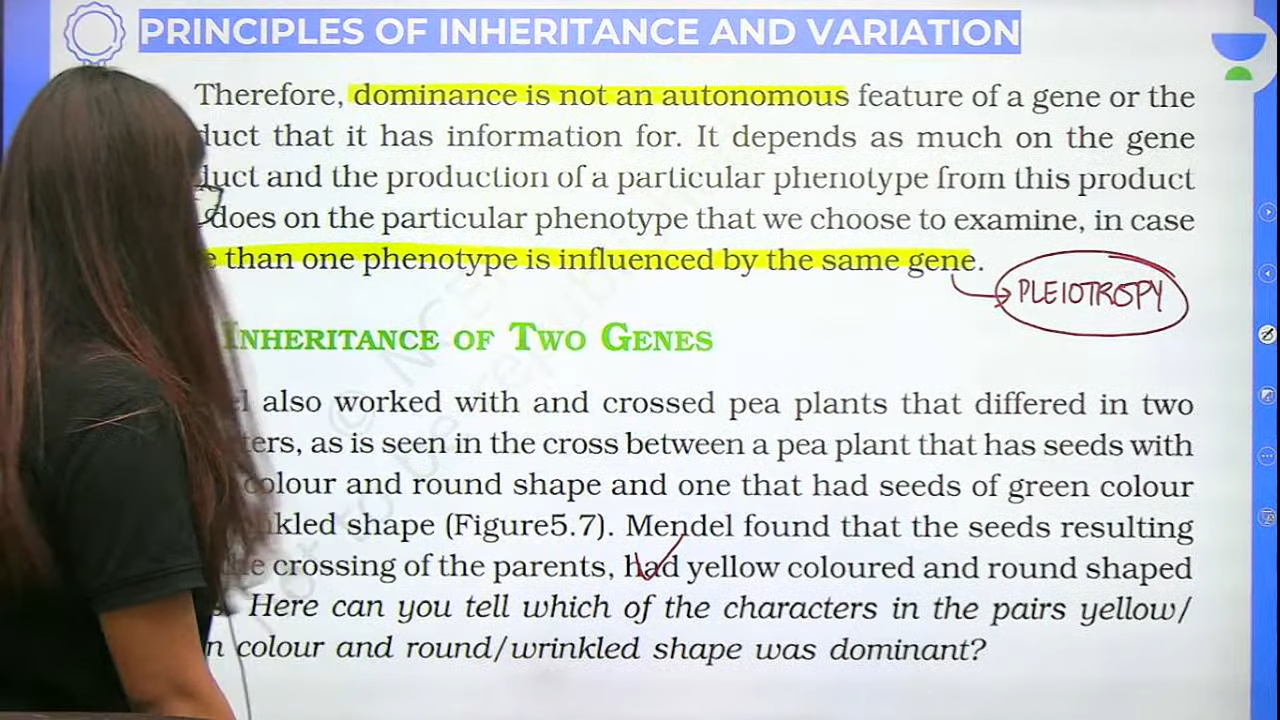 PRINCIPLES OF INHERITANCE AND VARIATION
Therefore, dominance is not an autonomous feature of a gene or the
duct that it has information for. It depends as much on the gene
duct and the production of a particular phenotype from this product
does on the particular phenotype that we choose to examine, in case
e than one phenotype is influenced by the same gene.
PLEIOTROPY
INHERITANCE OF TWO GENES
el also worked with and crossed pea plants that differed in two
ters, as is seen in the cross between a pea plant that has seeds with
colour and round shape and one that had seeds of green colour
nkled shape (Figure5.7). Mendel found that the seeds resulting
e crossing of the parents, had yellow coloured and round shaped
s. Here can you tell which of the characters in the pairs yellow/
n colour and round/wrinkled shape was dominant?